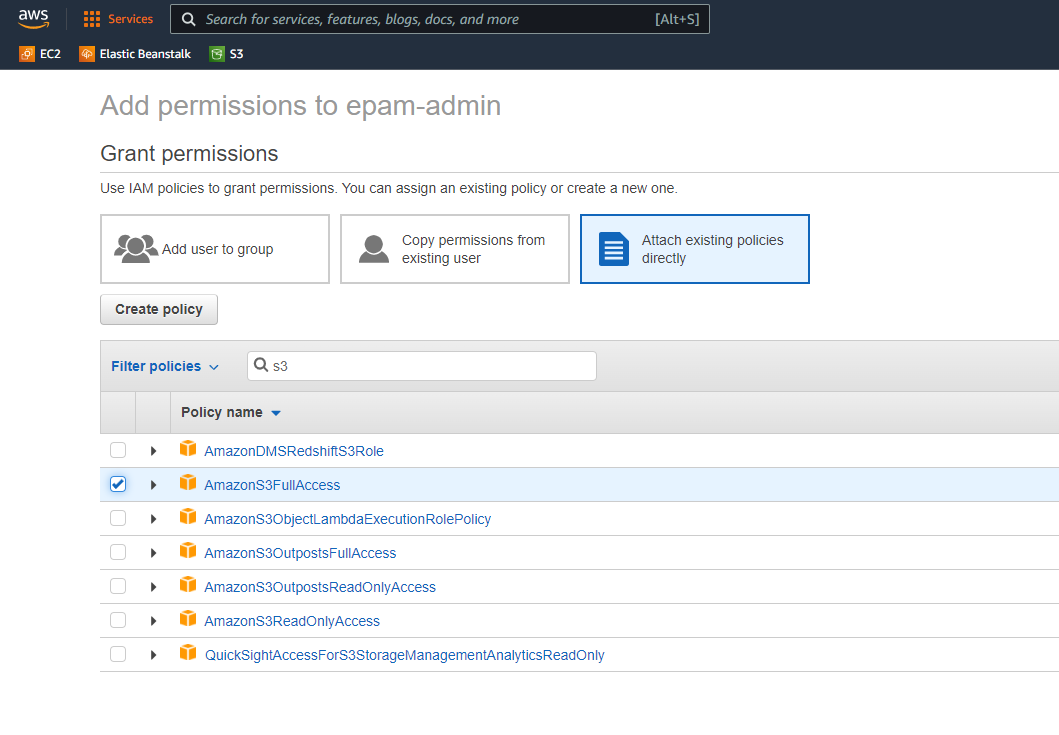 aws Services Search for services, features, blogs, docs, and more [Alt+S]
EC2 Elastic Beanstalk S3
Add permissions to epam-admin
Grant permissions
Use IAM policies to grant permissions. You can assign an existing policy or create a new one.
Add user to group
Copy permissions from
existing user
Attach existing policies
directly
Create policy
Filter policies s3
Policy name
AmazonDMSRedshiftS3Role
AmazonS3FullAccess
AmazonS3ObjectLambdaExecutionRolePolicy
AmazonS3OutpostsFullAccess
AmazonS3OutpostsReadOnlyAccess
AmazonS3ReadOnlyAccess
QuickSightAccessForS3StorageManagementAnalyticsReadOnly